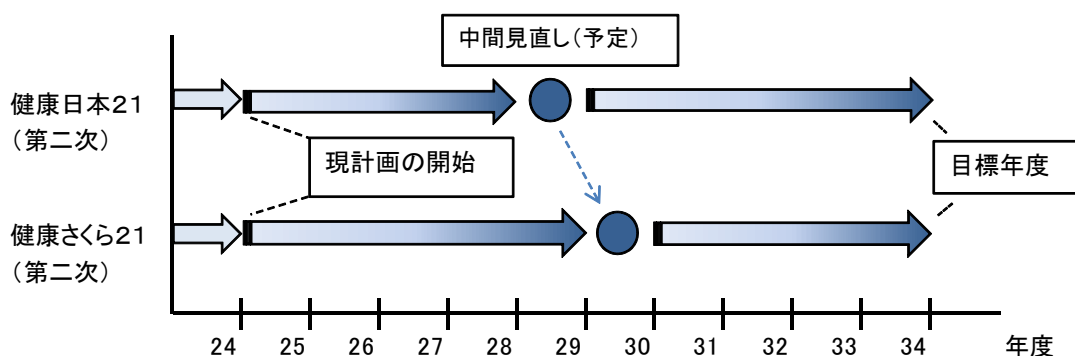 中間見直し(予定)
健康日本21
(第二次)
現計画の開始
目標年度
健康さくら21
(第二次)
24 25 26 27 28 29 30 31 32 33 34 年度